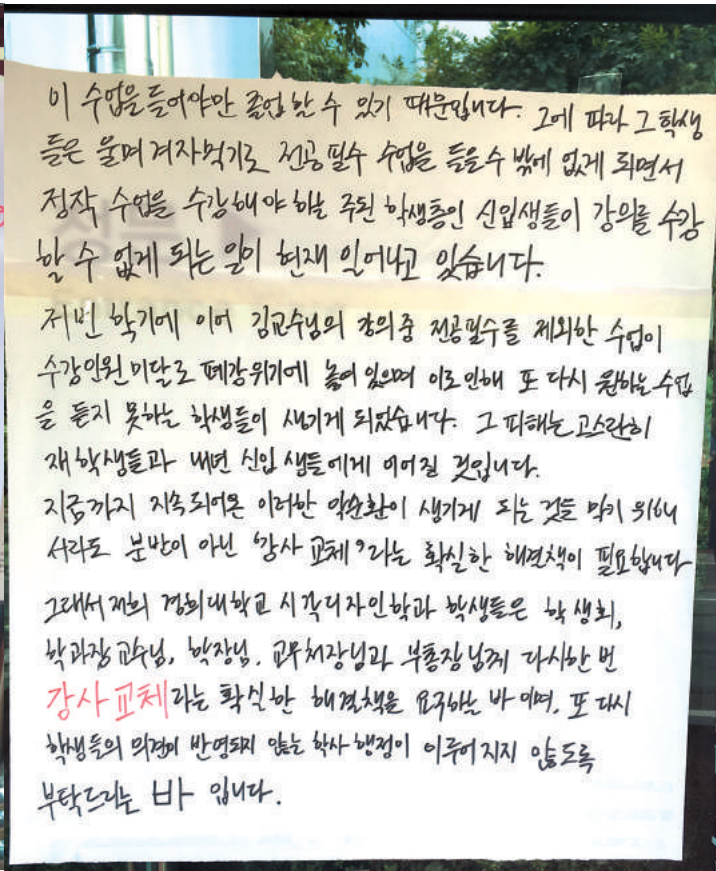 이 수업을 들어야만 졸업 할 수 있기 때문입니다. 그에 따라 그 학생
들은 울며 겨자먹기로 전공 필수 수업을 들을 수 밖에 없게 되면서
정작 수업을 수강해야 하는 주된 학생층인 신입생들이 강의를 수강
할 수 없게 되는 일이 현재 일어나고 있습니다.
저번 학기에 이어 김교수님의 강의 중 전공필수를 제외한 수업이
수강인원 미달로 폐강위기에 놓여 있으며 이로 인해 또 다시 원하는 수업
을 듣지 못하는 학생들이 생기게 되었습니다. 그 피해는 고스란히
재학생들과 내년 신입 생들에게 이어질 것입니다.
지금까지 지속되어온 이러한 악순환이 생기게 되는 것을 막기 위해
서라도 분반이 아닌 '강사 교체'라는 확실한 해결책이 필요합니다
그래서 저희 경희대학교 시각디자인학과 학생들은 학생회,
학과장 교수님, 학장님, 교무처장님과 부총장님께 다시한 번
강사 교체라는 확실한 해결책을 요구하는 바 이며, 또 다시
학생들의 의견이 반영되지 않는 학사 행정이 이루어 지지 않도록
부탁드리는 바 입니다.